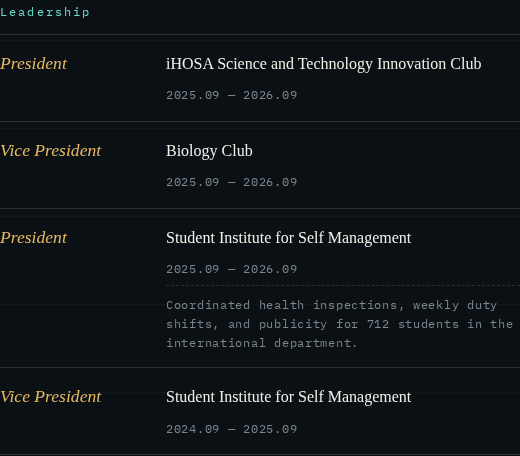 Leadership
President
iHOSA Science and Technology Innovation Club
2025.09 — 2026.09
Vice President
Biology Club
2025.09 — 2026.09
President
Student Institute for Self Management
2025.09 — 2026.09
Coordinated health inspections, weekly duty
shifts, and publicity for 712 students in the
international department.
Vice President
Student Institute for Self Management
2024.09 — 2025.09